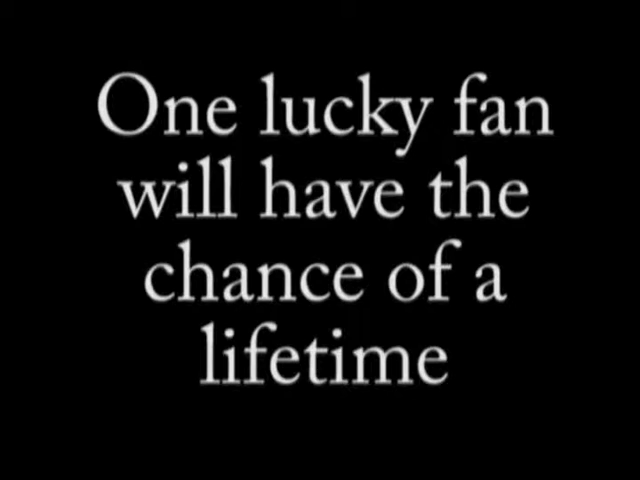 One lucky fan
will have the
chance of a
lifetime